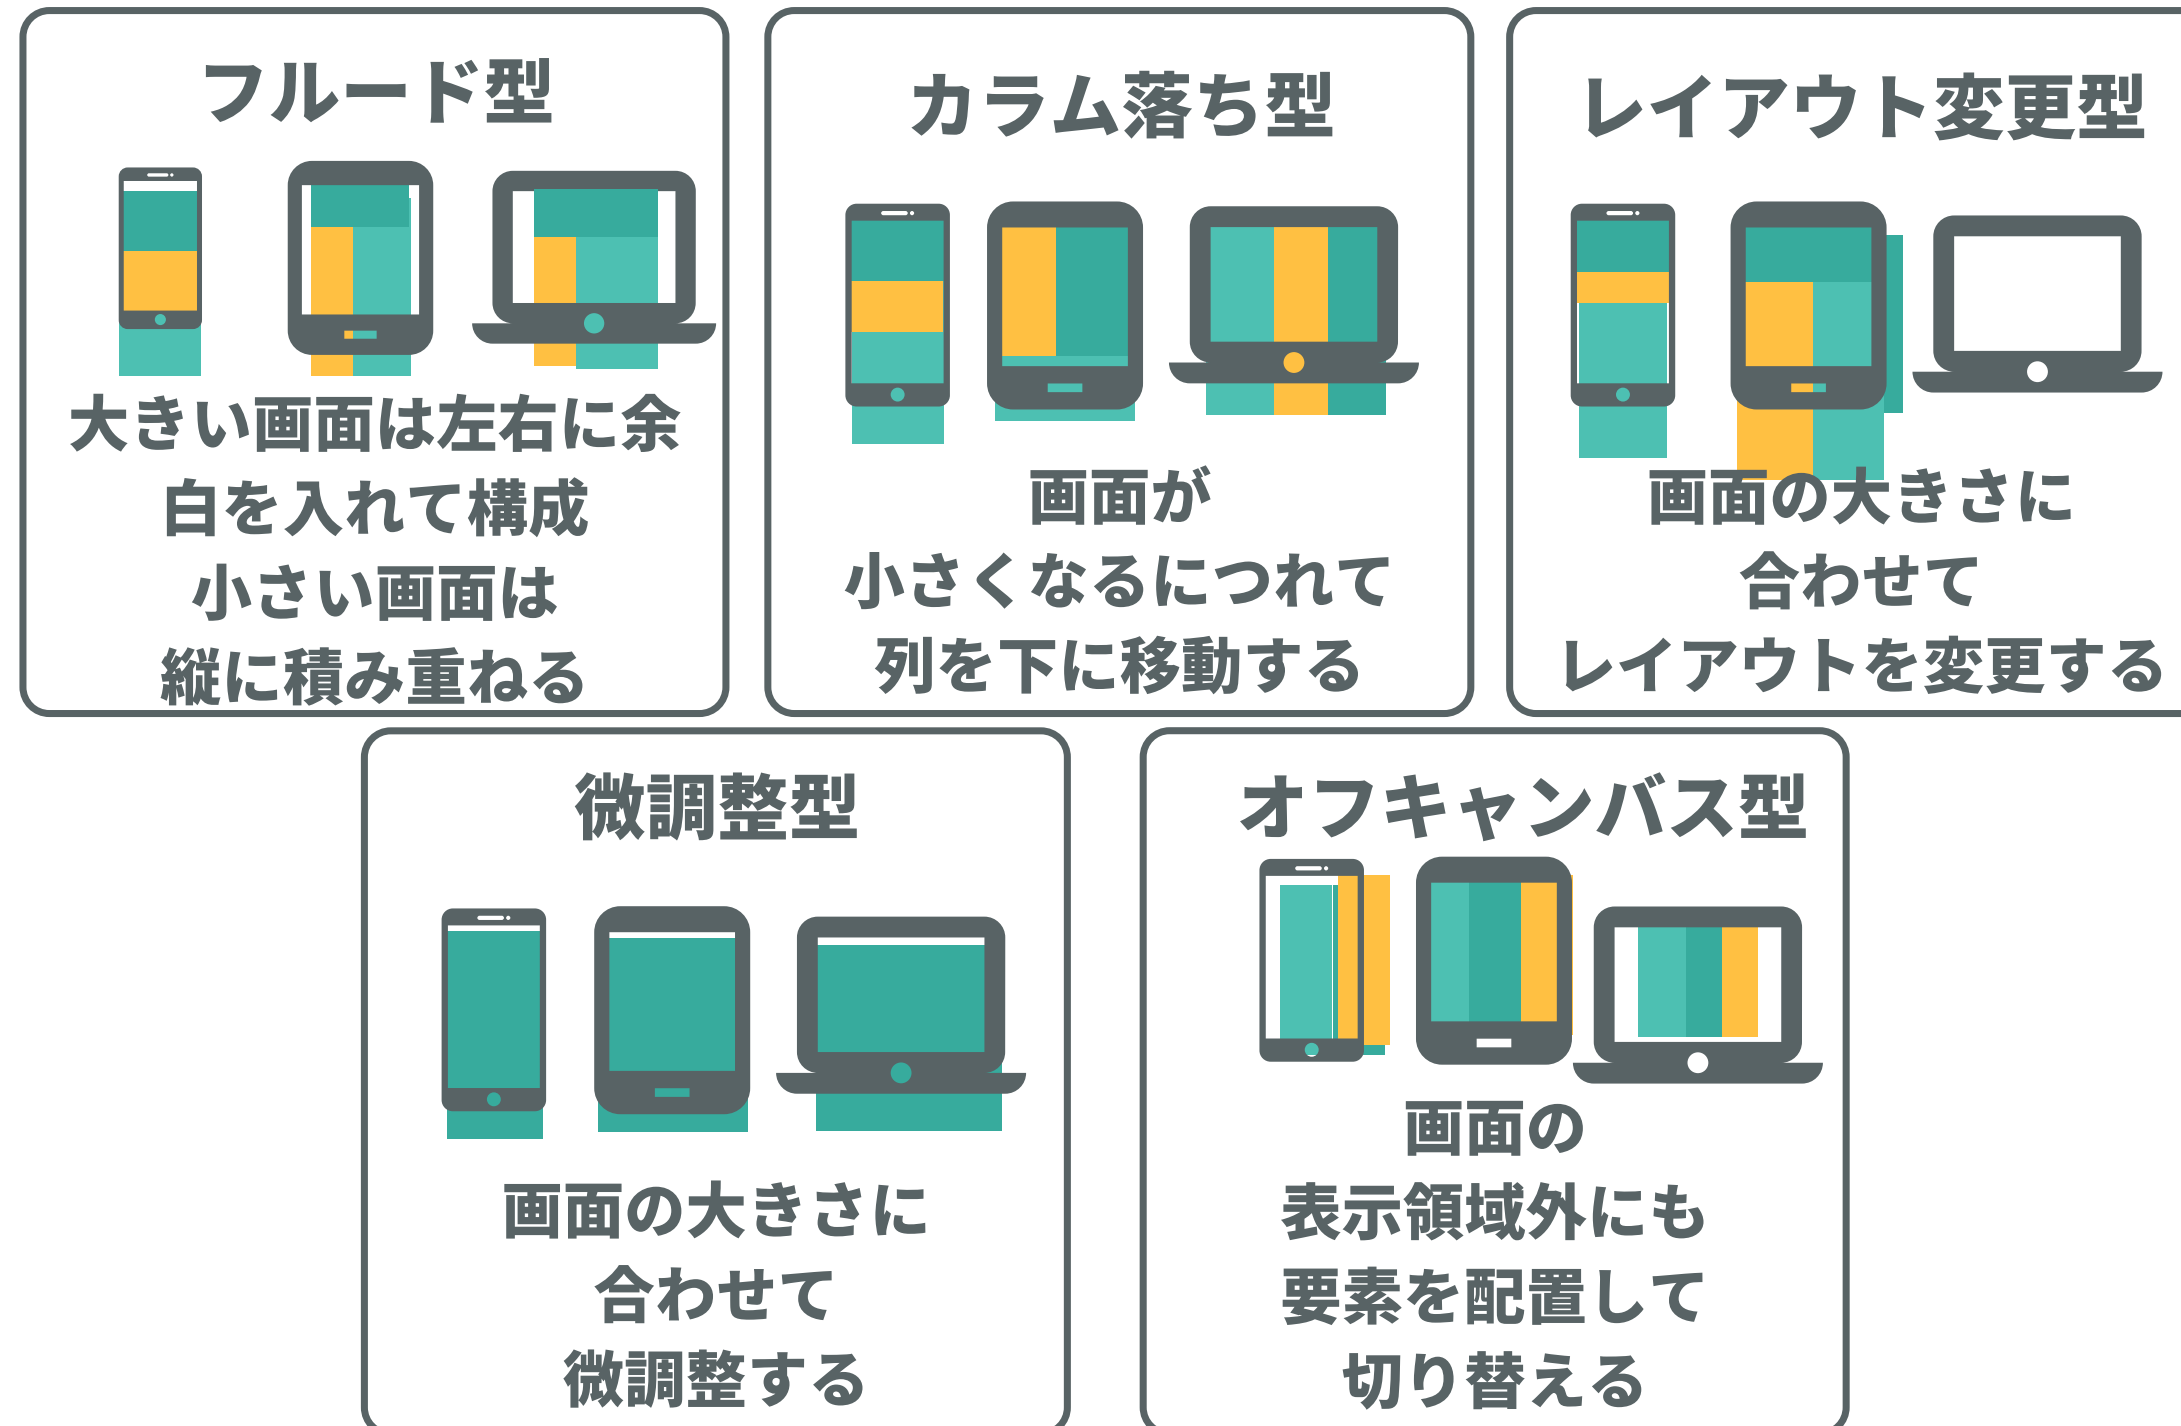 フルード型
大きい画面は左右に余
白を入れて構成
小さい画面は
縦に積み重ねる
カラム落ち型
画面が
小さくなるにつれて
列を下に移動する
レイアウト変更型
画面の大きさに
合わせて
レイアウトを変更する
微調整型
画面の大きさに
合わせて
微調整する
オフキャンバス型
画面の
表示領域外にも
要素を配置して
切り替える